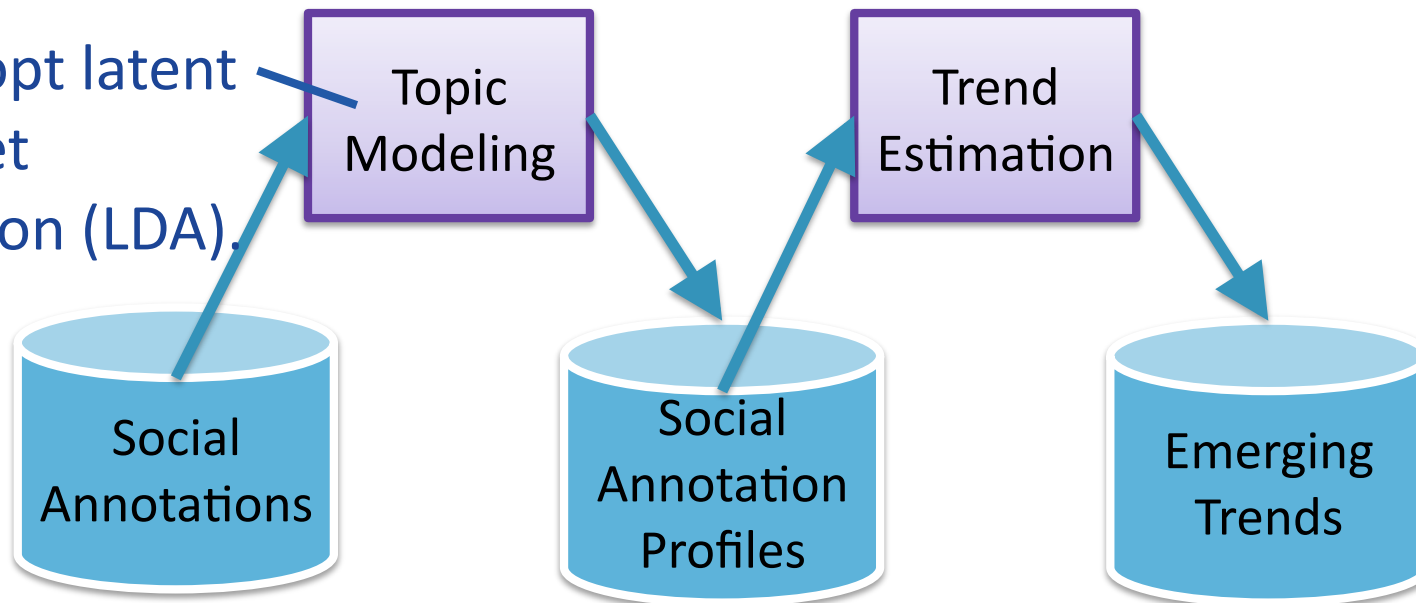 opt latent
et
on (LDA).
Topic
Modeling
Trend
Estimation
Social
Annotations
Social
Annotation
Profiles
Emerging
Trends